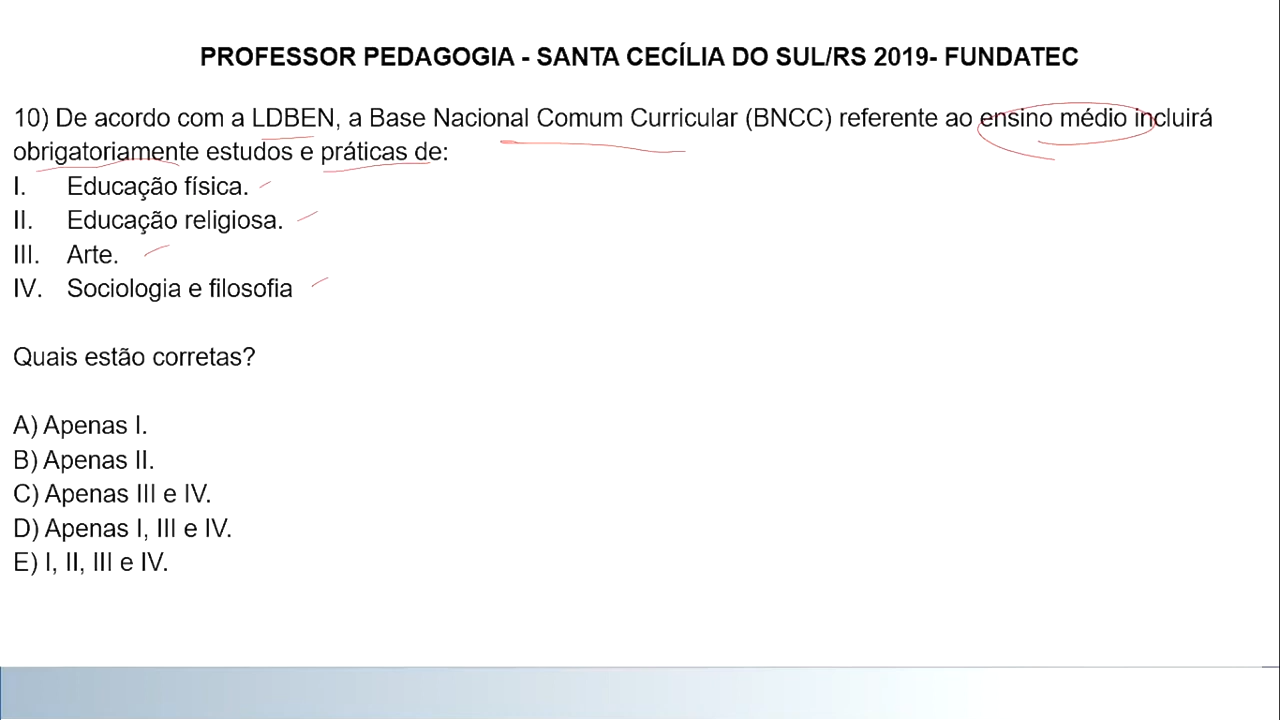 PROFESSOR PEDAGOGIA - SANTA CECÍLIA DO SUL/RS 2019- FUNDATEC
10) De acordo com a LDBEN, a Base Nacional Comum Curricular (BNCC) referente ao ensino médio incluirá
obrigatoriamente estudos e práticas de:
I. Educação física.
II. Educação religiosa.
III. Arte.
IV. Sociologia e filosofia
Quais estão corretas?
A) Apenas I.
B) Apenas II.
C) Apenas III e IV.
D) Apenas I, III e IV.
E) I, II, III e IV.